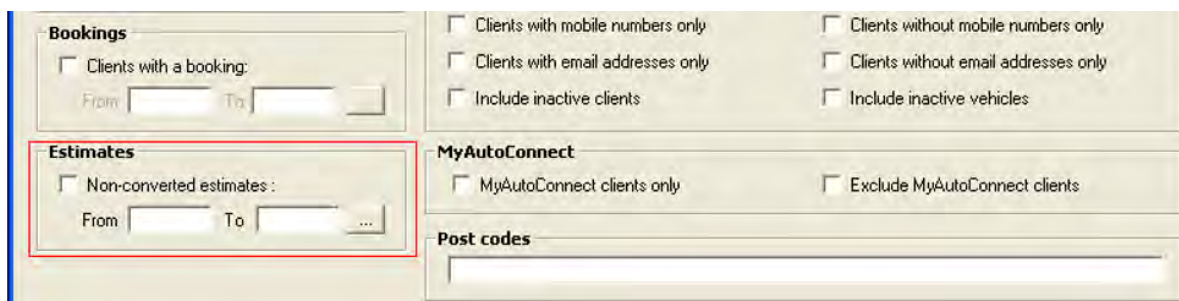 Bookings
Clients with a booking:
From To
Estimates
Non-converted estimates :
From To ...
Clients with mobile numbers only Clients without mobile numbers only
Clients with email addresses only Clients without email addresses only
Include inactive clients Include inactive vehicles
MyAutoConnect
MyAutoConnect clients only Exclude MyAutoConnect clients
Post codes